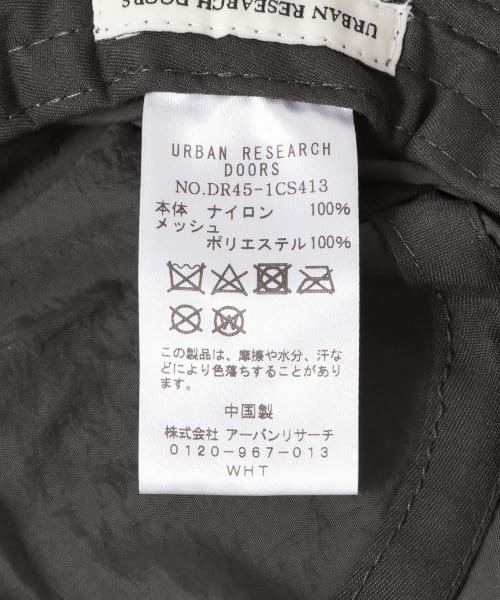 URBAN RESEARCH DOORS
URBAN RESEARCH
DOORS
NO.DR45-1CS413
本体 ナイロン 100%
メッシュ
ポリエステル100%
W
この製品は、摩擦や水分、汗な
どにより色落ちすることがあり
ます。
中国製
株式会社 アーバンリサーチ
0120-967-013
WHT